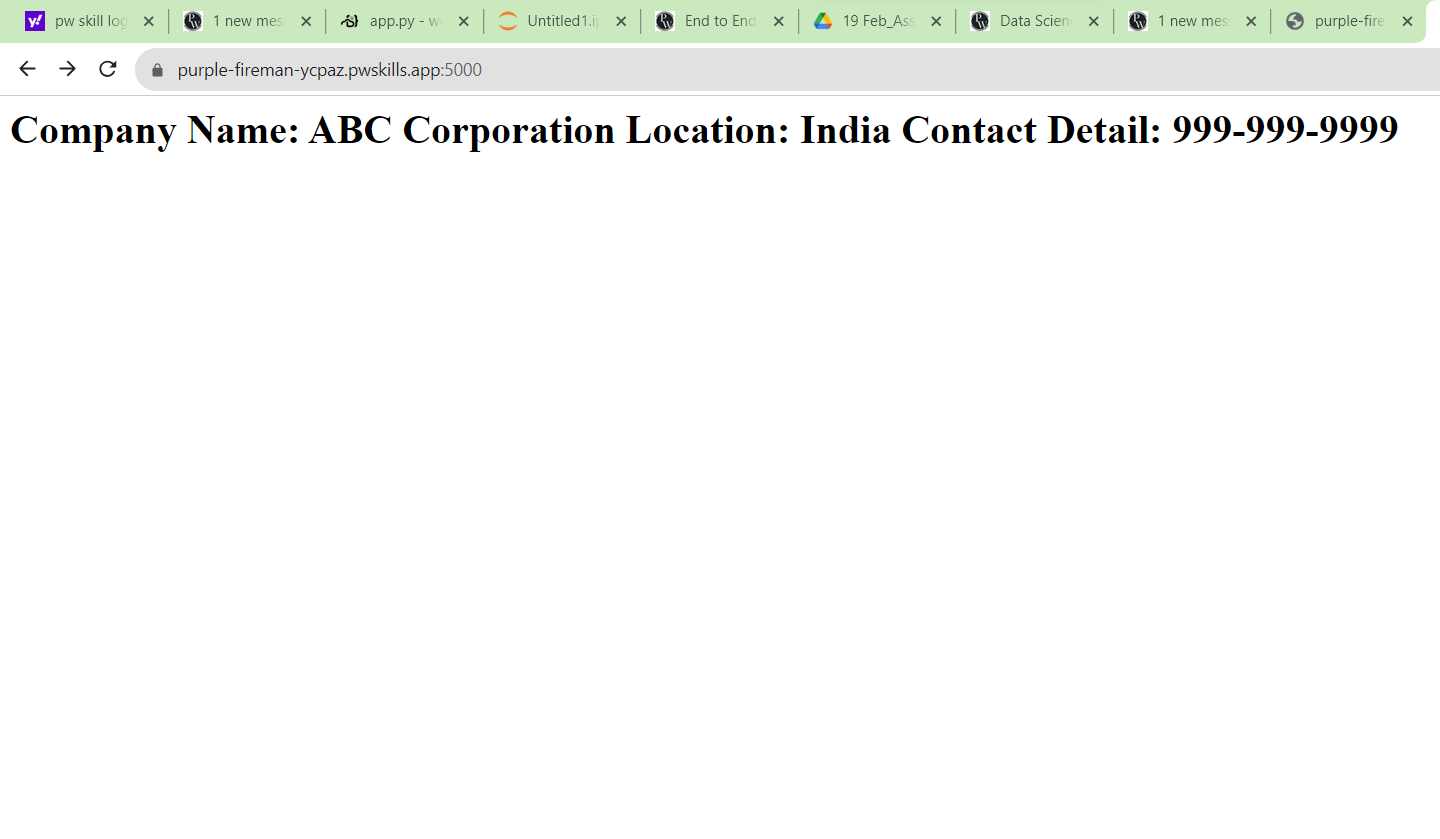 pw skill log
1 new mes
app.py - w
Untitled1.i
End to End
19 Feb_Ass
Data Scien
1 new mes
purple-fire
purple-fireman-ycpaz.pwskills.app:5000
Company Name: ABC Corporation Location: India Contact Detail: 999-999-9999